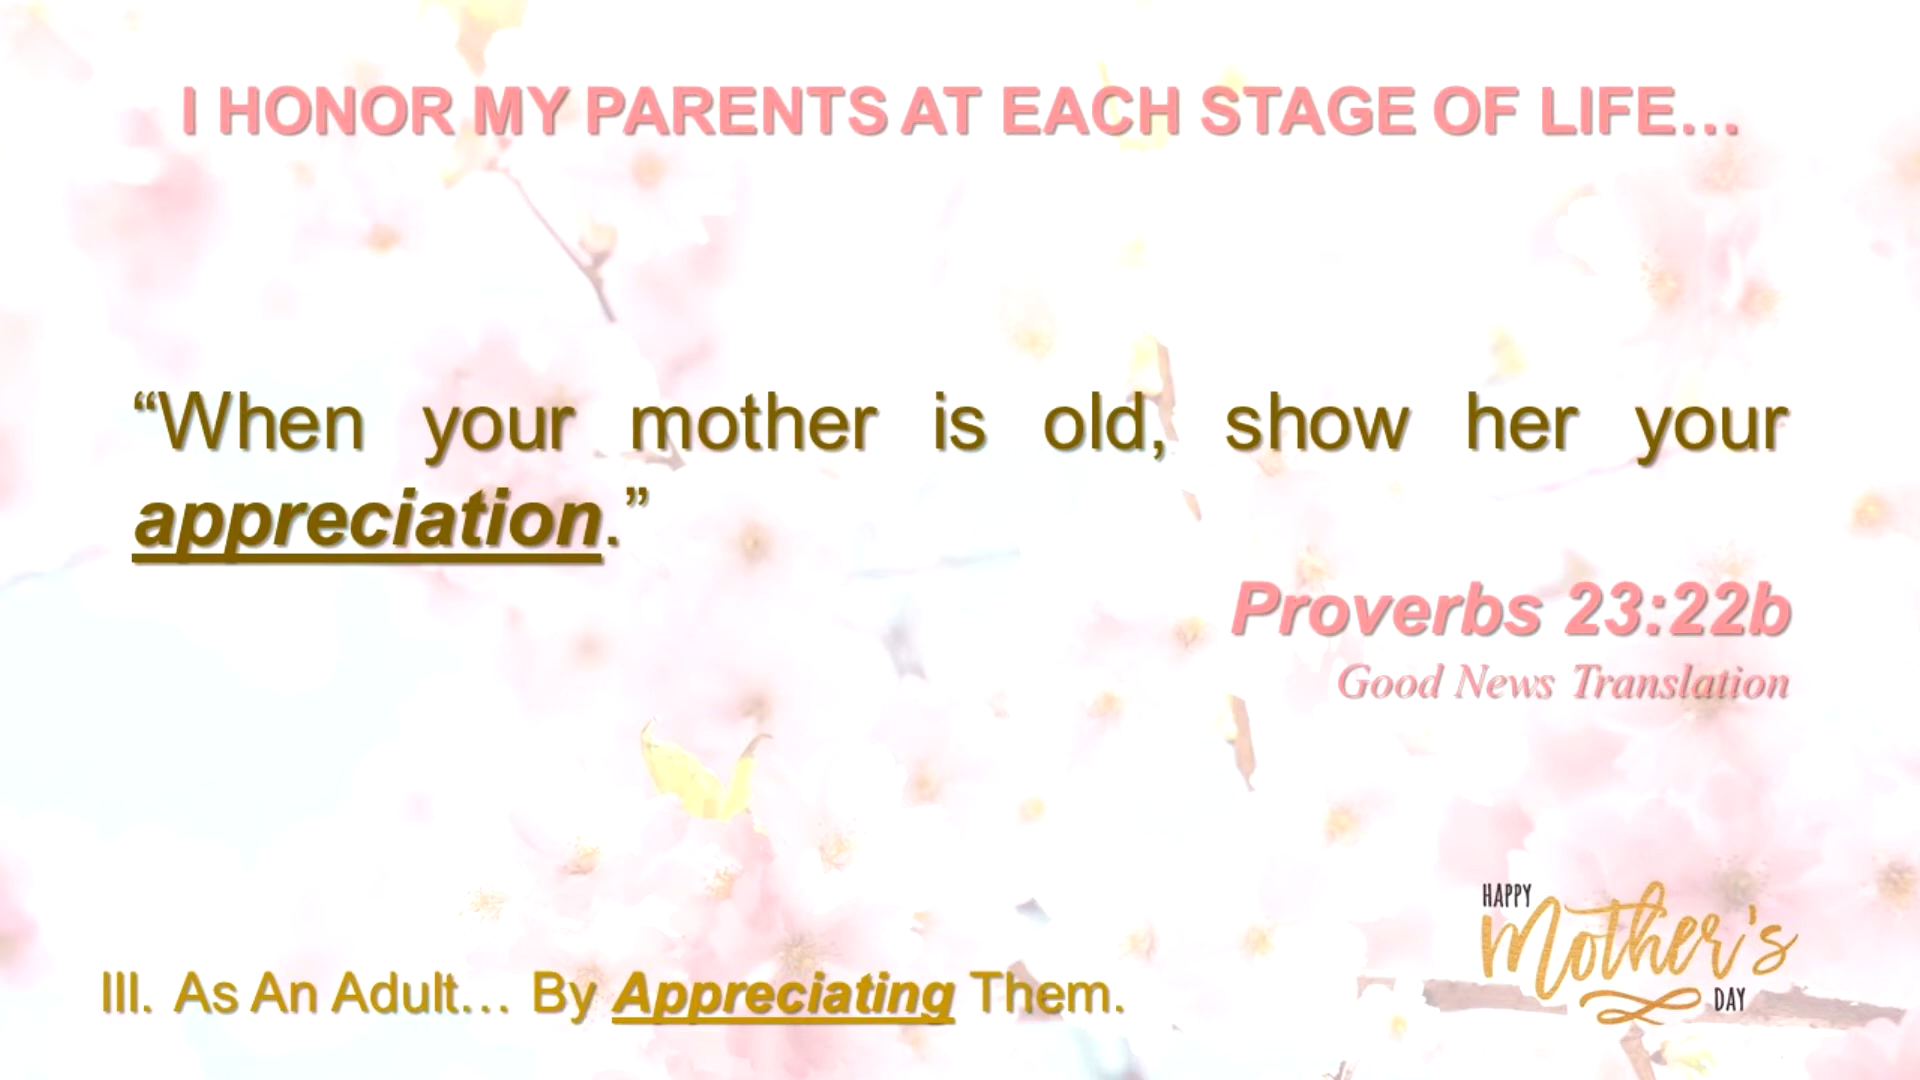 I HONOR MY PARENTS AT EACH STAGE OF LIFE…
“When your mother is old, show her your
appreciation.”
Proverbs 23:22b
Good News Translation
III. As An Adult… By Appreciating Them.
HAPPY
Mother's
DAY